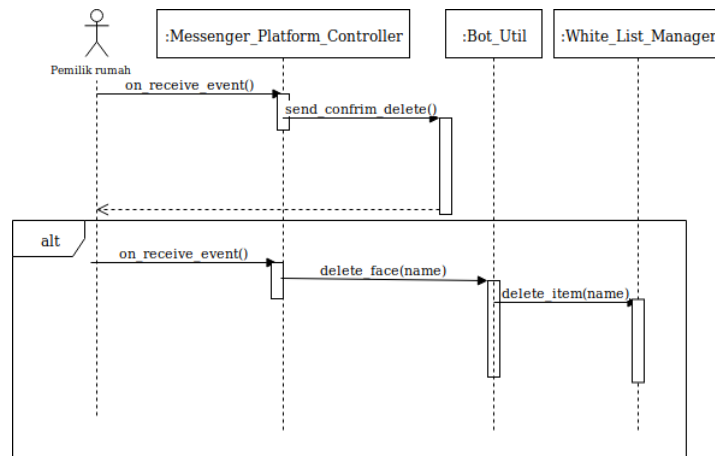 :Messenger_Platform_Controller
:Bot_Util
:White_List_Manager
Pemilik rumah
on_receive_event()
send_confrim_delete()
alt
on_receive_event()
delete_face(name)
delete_item(name)